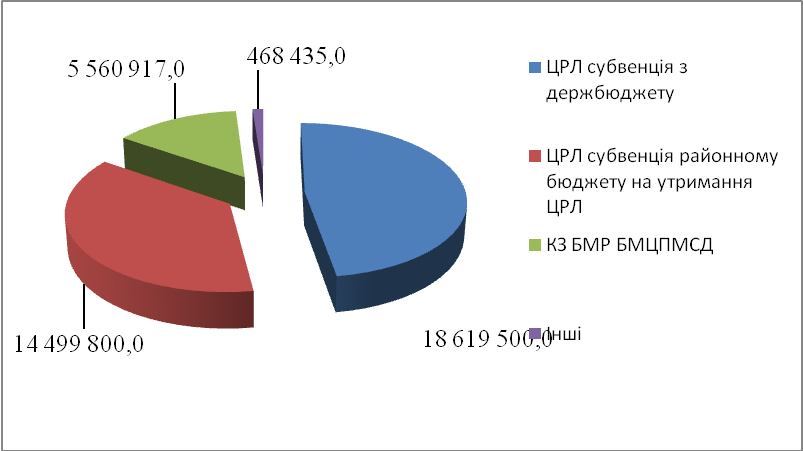 5 560 917,0
468 435,0
14 499 800,0
18 619 500,0
ЦРЛ субвенція з
держбюджету
ЦРЛ субвенція районному
бюджету на утримання
ЦРЛ
КЗ БМР БМЦПМСД
Інші